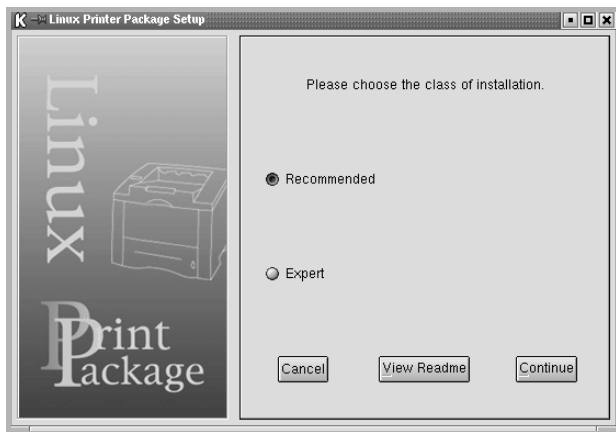 Linux Printer Package Setup
Linux
Print
Package
Please choose the class of installation.
Recommended
Expert
Cancel
View Readme
Continue